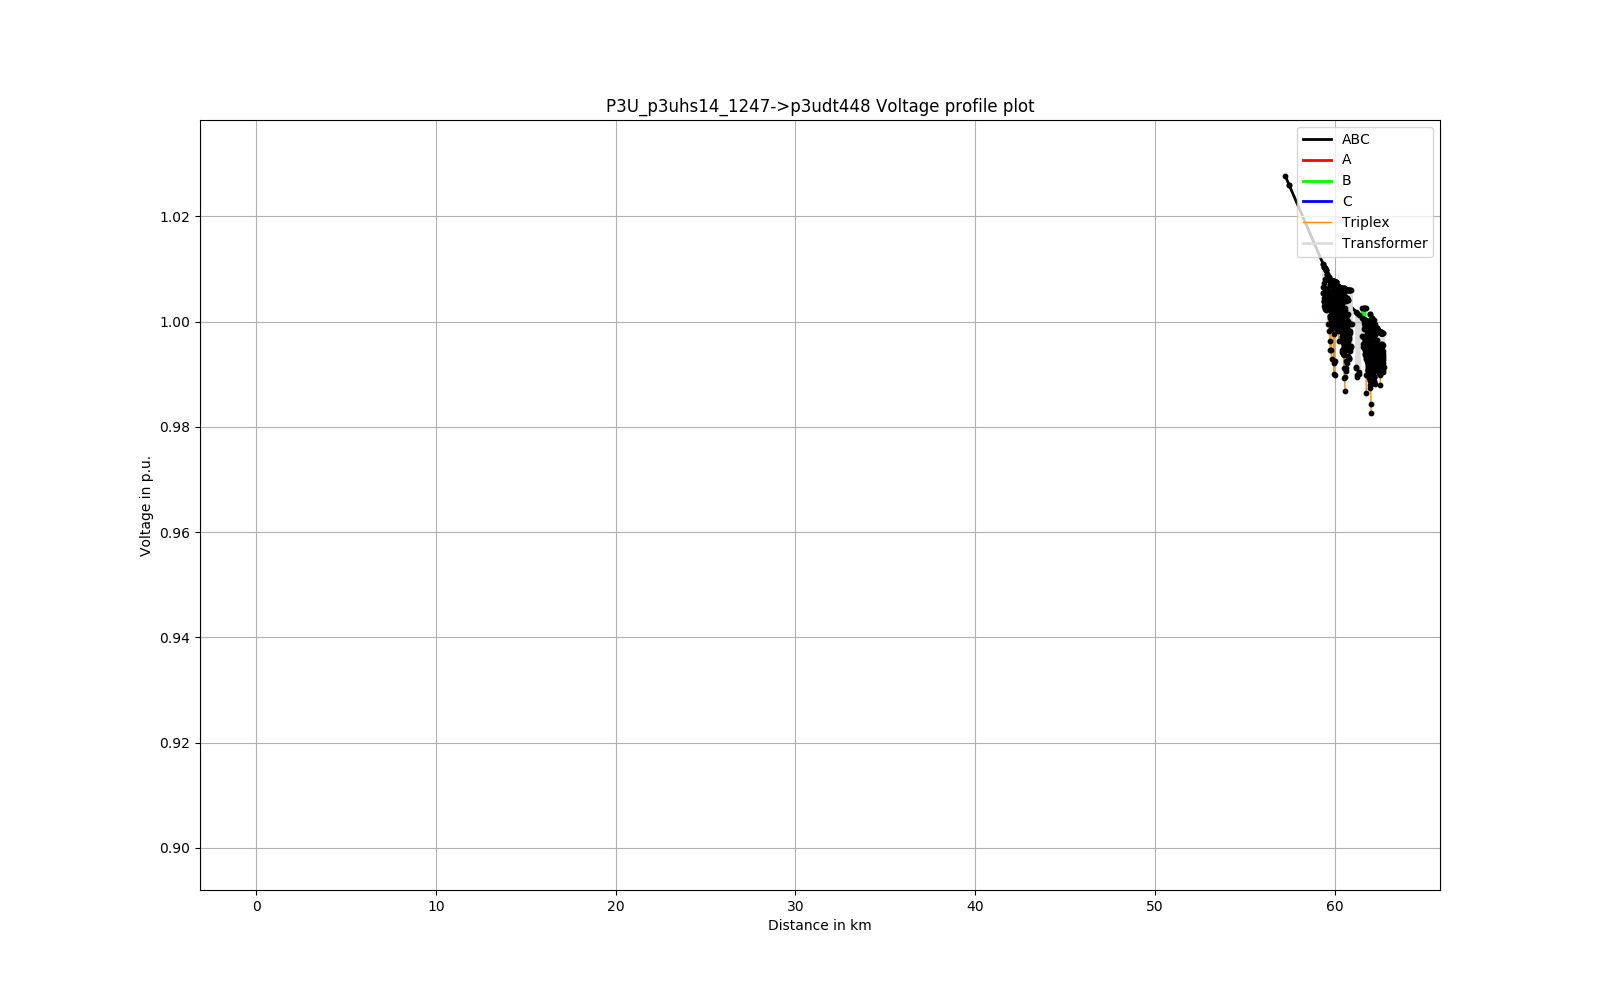 P3U_p3uhs14_1247->p3udt448 Voltage profile plot
ABC
A
B
C
Triplex
Transformer
1.02
1.00
0.98
0.96
0.94
0.92
0.90
Voltage in p.u.
0 10 20 30 40 50 60
Distance in km